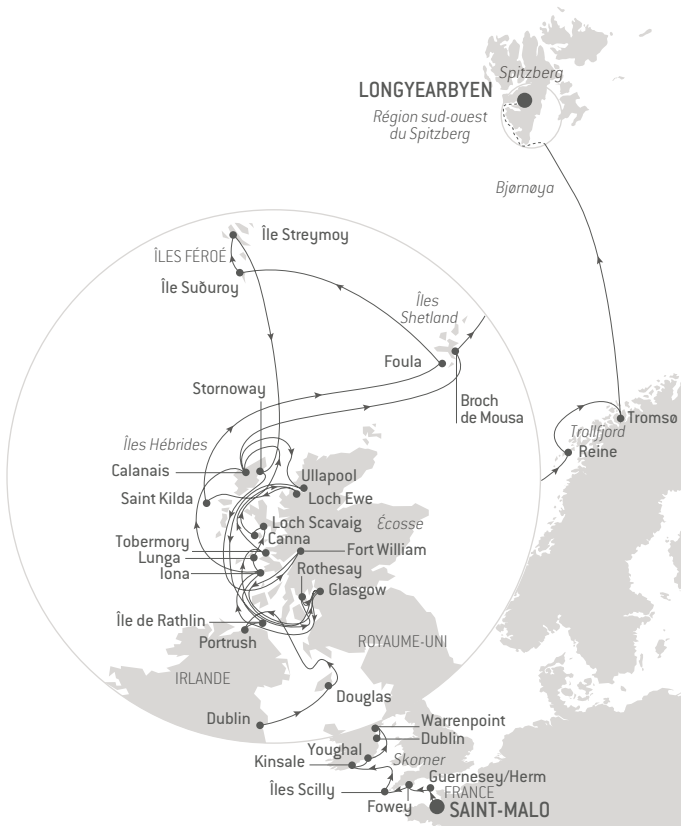 Spitzberg
LONGYEARBYEN
Région sud-ouest
du Spitzberg
Bjørnøya
Île Streymoy
ÎLES FÉROÉ
Île Suðuroy
Îles
Shetland
Foula
Stornoway
Broch
de Mousa
Tromsø
Trollfjord
Reine
Îles Hébrides
Calanais
Ullapool
Saint Kilda
Loch Ewe
Loch Scavaig
Écosse
Canna
Tobermory
Fort William
Lunga
Rothesay
Iona
Glasgow
Île de Rathlin
Portrush
ROYAUME-UNI
IRLANDE
Douglas
Dublin
Warrenpoint
Dublin
Youghal
Skomer
Kinsale
Guernesey/Herm
Îles Scilly
FRANCE
Fowey
SAINT-MALO